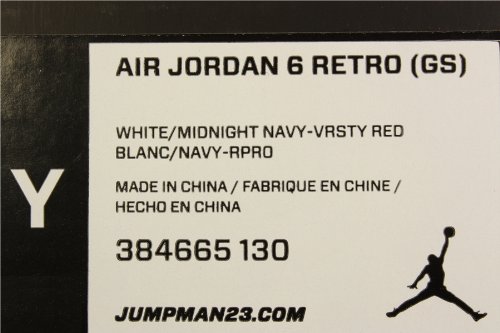 AIR JORDAN 6 RETRO (GS)
WHITE/MIDNIGHT NAVY-VRSTY RED
BLANC/NAVY-RPRO
MADE IN CHINA / FABRIQUE EN CHINE /
HECHO EN CHINA
Y
384665 130
JUMPMAN23.COM